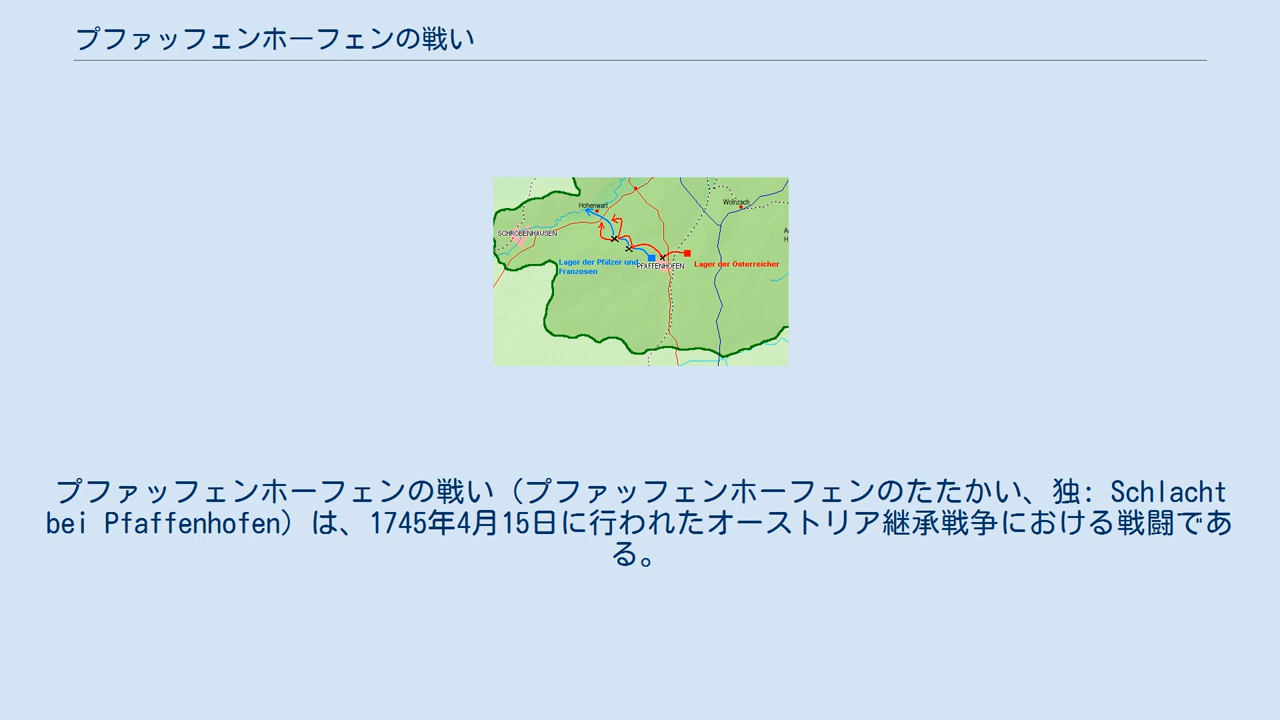 プファッフェンホーフェンの戦い
Hohenwart
Wolnzach
SCHROBENHAUSEN
Lager der Pfälzer und
Franzosen
PFAFFENHOFEN
Lager der Österreicher
プファッフェンホーフェンの戦い（プファッフェンホーフェンのたたかい、独: Schlacht
bei Pfaffenhofen）は、1745年4月15日に行われたオーストリア継承戦争における戦闘であ
る。